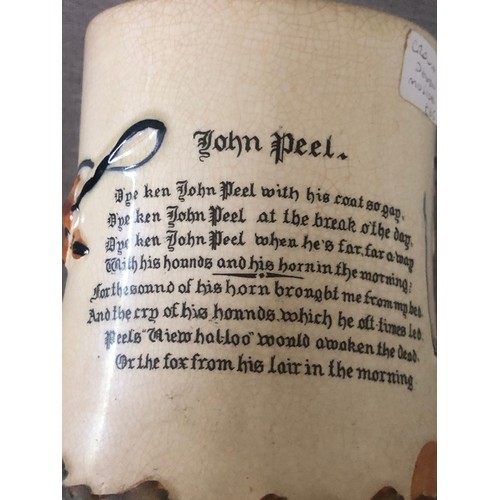 John Peel.
D'ye ken John Peel with his coat so gay,
D'ye ken John Peel at the break o'the day,
D'ye ken John Peel when he's far, far a way
With his hounds and his horn in the morning?
For the sound of his horn brought me from my bed
And the cry of his hounds which he oft-times led
Peel's "View hal-loo" would awaken the dead
Or the fox from his lair in the morning